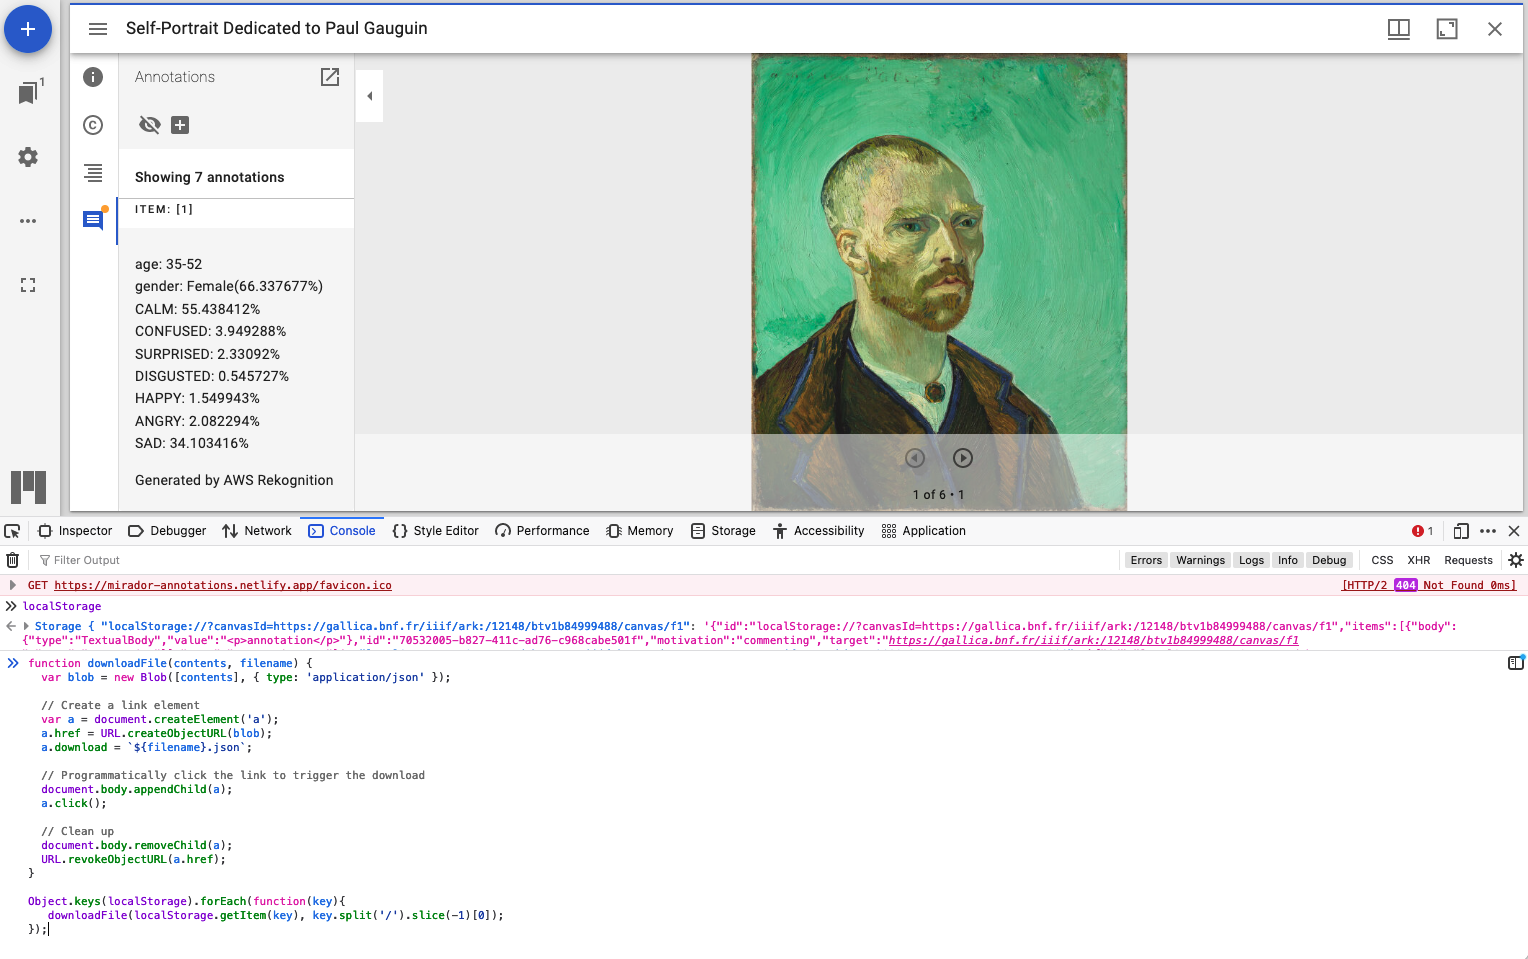 Self-Portrait Dedicated to Paul Gauguin
1
Annotations
Showing 7 annotations
ITEM: [1]
age: 35-52
gender: Female(66.337677%)
CALM: 55.438412%
CONFUSED: 3.949288%
SURPRISED: 2.33092%
DISGUSTED: 0.545727%
HAPPY: 1.549943%
ANGRY: 2.082294%
SAD: 34.103416%
Generated by AWS Rekognition
1 of 6 • 1
Inspector Debugger Network Console {} Style Editor Performance Memory Storage Accessibility Application 1
Filter Output Errors Warnings Logs Info Debug CSS XHR Requests
GET https://mirador-annotations.netlify.app/favicon.ico [HTTP/2 404 Not Found 0ms]
localStorage
Storage { "localStorage://?canvasId=https://gallica.bnf.fr/iiif/ark:/12148/btv1b84999488/canvas/f1": '{"id":"localStorage://?canvasId=https://gallica.bnf.fr/iiif/ark:/12148/btv1b84999488/canvas/f1","items":[{"body":
{"type":"TextualBody","value":"<p>annotation</p>"},"id":"70532005-b827-411c-ad76-c968cabe501f","motivation":"commenting","target":"https://gallica.bnf.fr/iiif/ark:/12148/btv1b84999488/canvas/f1
function downloadFile(contents, filename) {
var blob = new Blob([contents], { type: 'application/json' });
// Create a link element
var a = document.createElement('a');
a.href = URL.createObjectURL(blob);
a.download = `${filename}.json`;
// Programmatically click the link to trigger the download
document.body.appendChild(a);
a.click();
// Clean up
document.body.removeChild(a);
URL.revokeObjectURL(a.href);
}
Object.keys(localStorage).forEach(function(key){
downloadFile(localStorage.getItem(key), key.split('/').slice(-1)[0]);
});